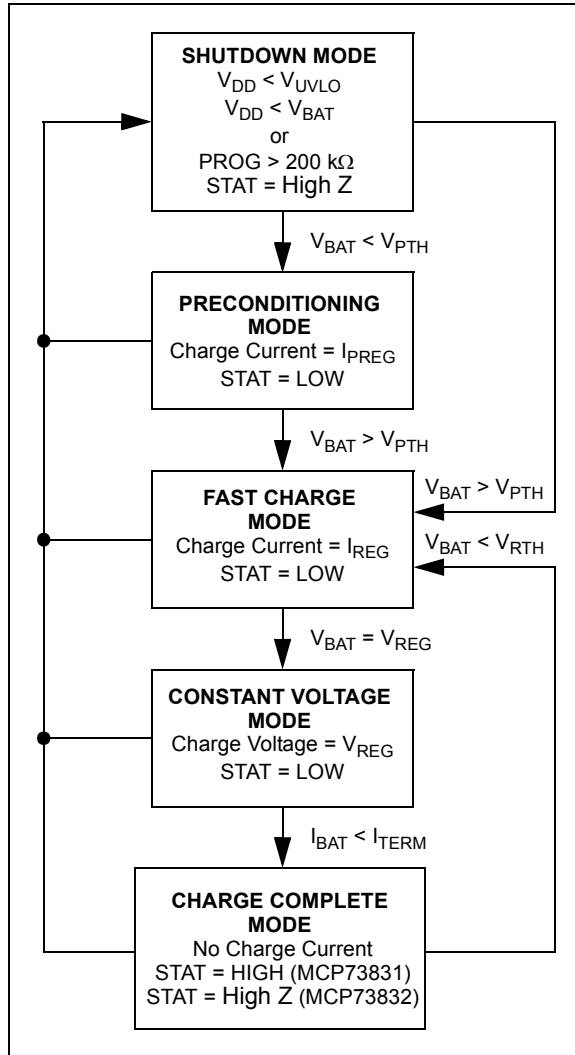 SHUTDOWN MODE
V_DD < V_UVLO
V_DD < V_BAT
or
PROG > 200 kΩ
STAT = High Z
V_BAT < V_PTH
PRECONDITIONING
MODE
Charge Current = I_PREG
STAT = LOW
V_BAT > V_PTH
V_BAT > V_PTH
FAST CHARGE
MODE
Charge Current = I_REG
STAT = LOW
V_BAT < V_RTH
V_BAT = V_REG
CONSTANT VOLTAGE
MODE
Charge Voltage = V_REG
STAT = LOW
I_BAT < I_TERM
CHARGE COMPLETE
MODE
No Charge Current
STAT = HIGH (MCP73831)
STAT = High Z (MCP73832)